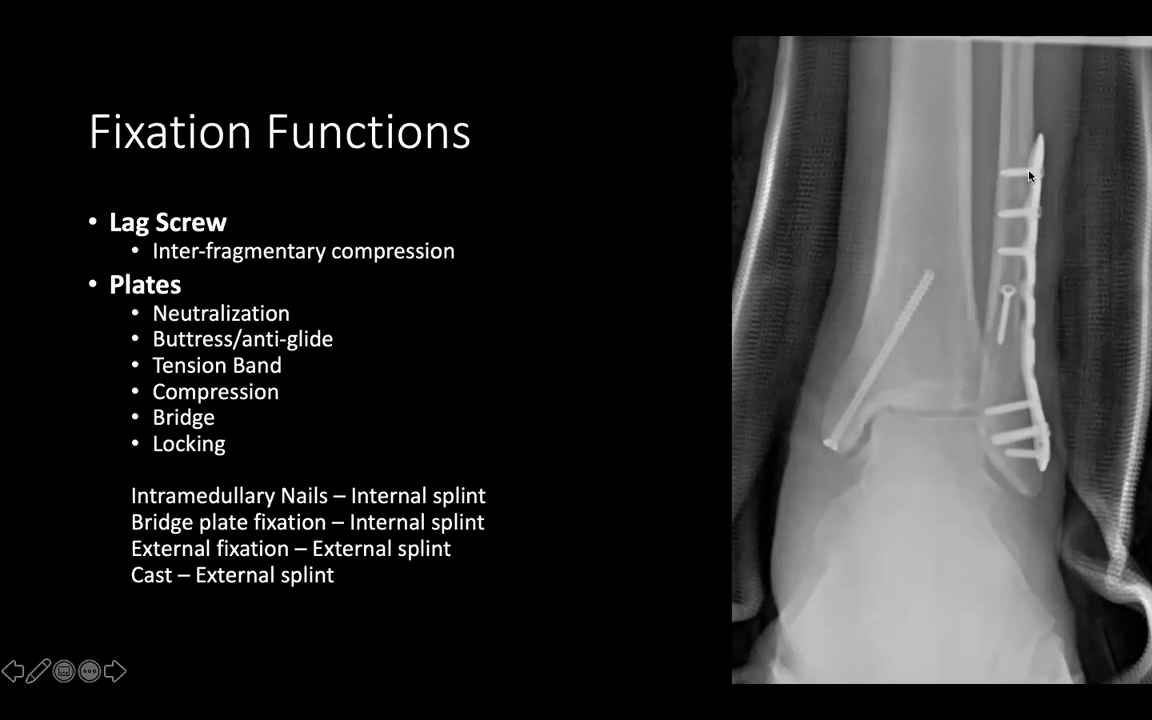 Fixation Functions
• Lag Screw
• Inter-fragmentary compression
• Plates
• Neutralization
• Buttress/anti-glide
• Tension Band
• Compression
• Bridge
• Locking
Intramedullary Nails – Internal splint
Bridge plate fixation – Internal splint
External fixation – External splint
Cast – External splint